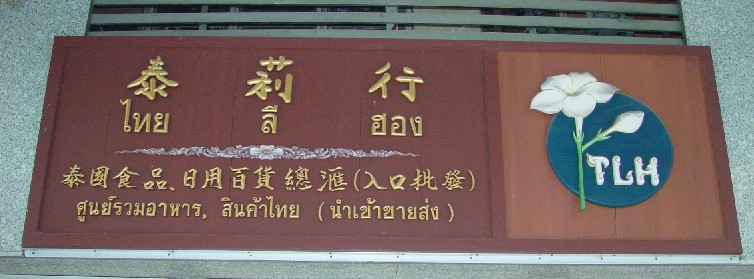 泰莉行
ไทย ลี ฮอง
泰國食品、日用百貨總滙(入口批發)
ศูนย์รวมอาหาร, สินค้าไทย (นำเข้าขายส่ง)
TLH